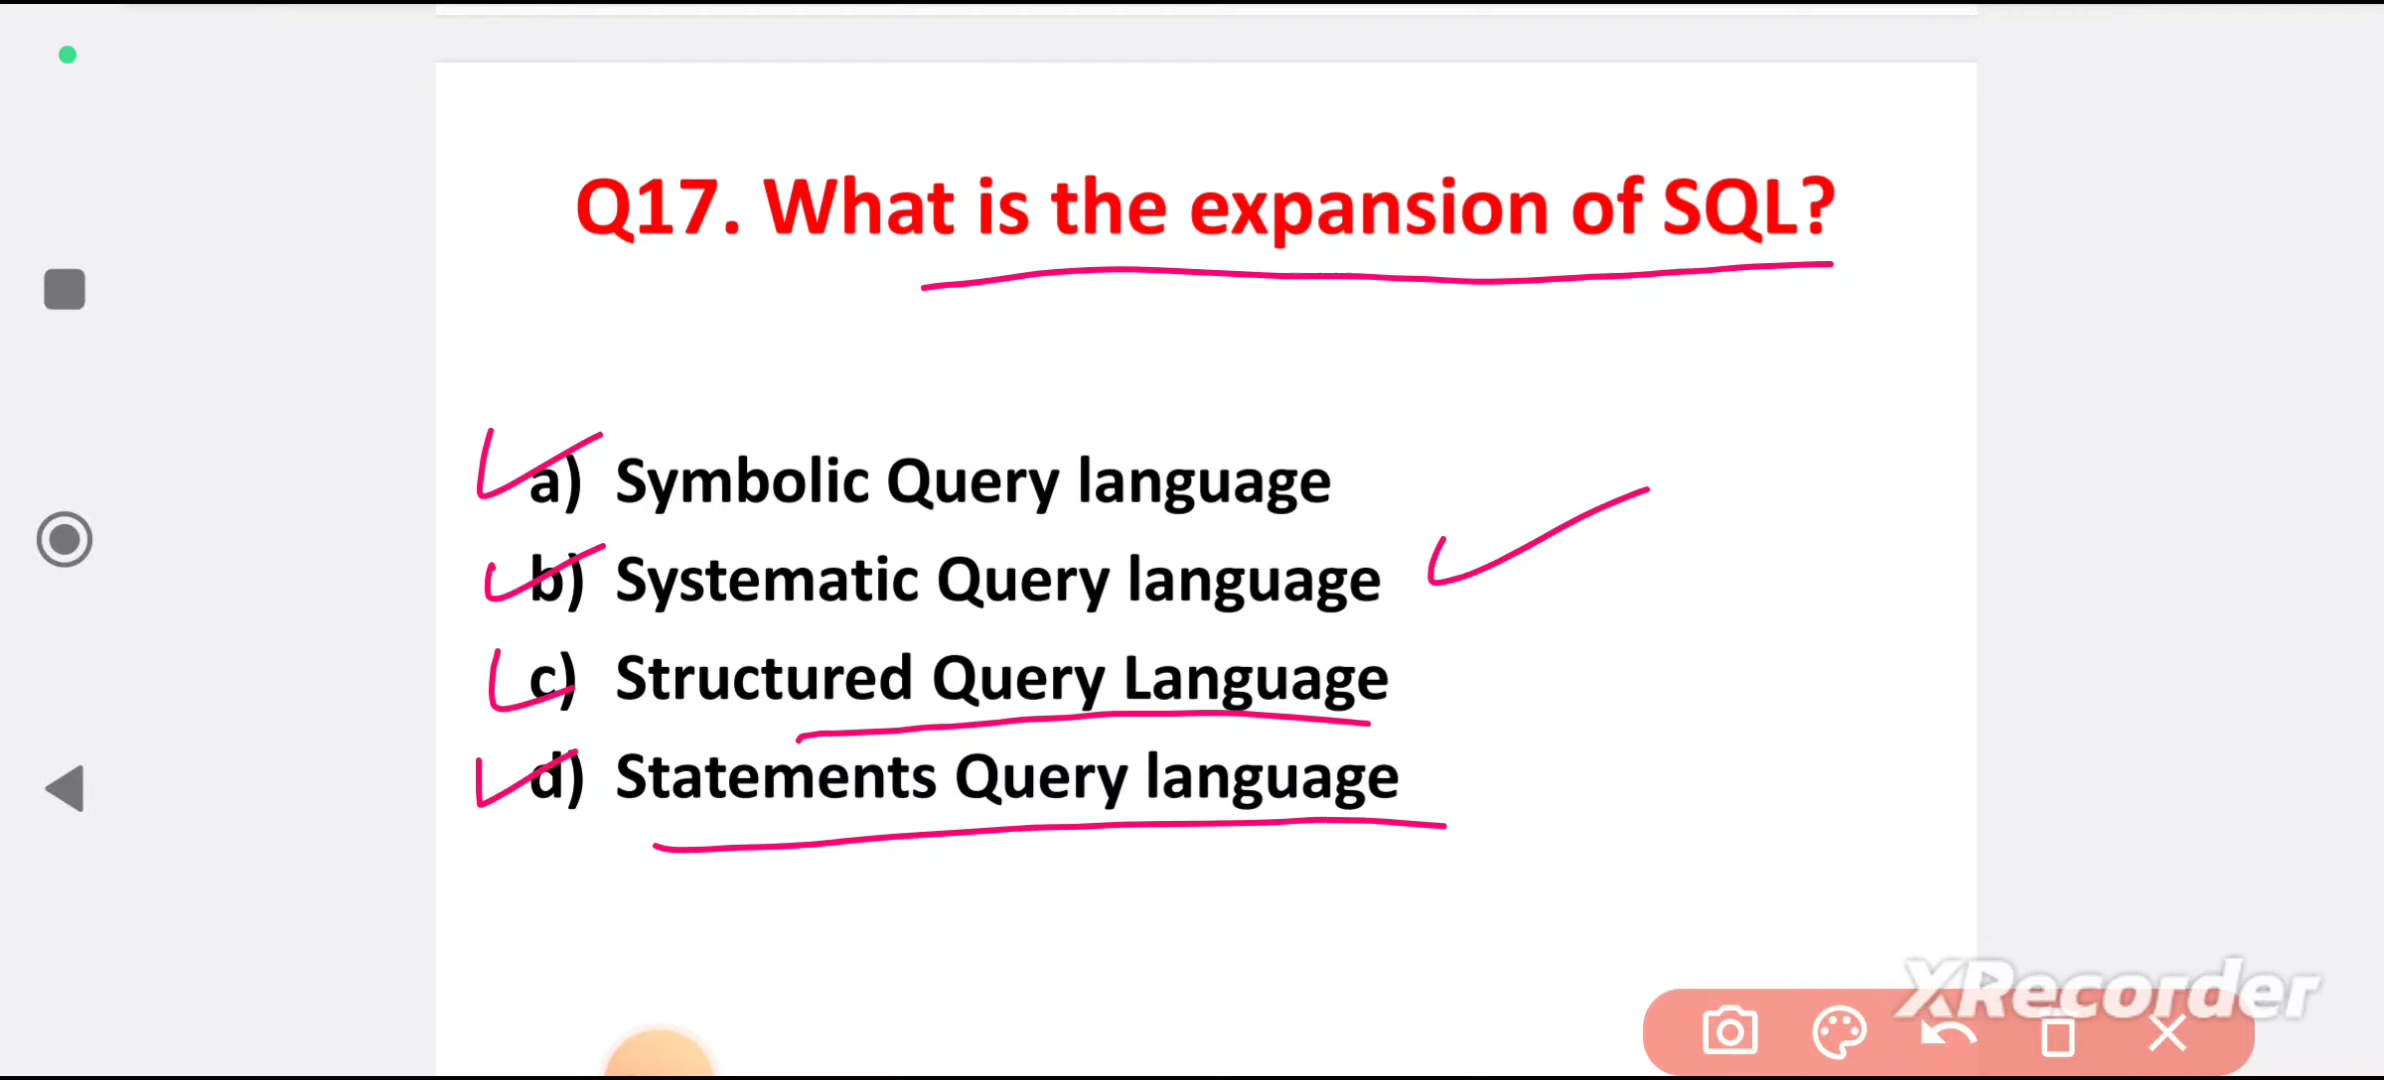 Q17. What is the expansion of SQL?
a) Symbolic Query language
b) Systematic Query language
c) Structured Query Language
d) Statements Query language
XRecorder